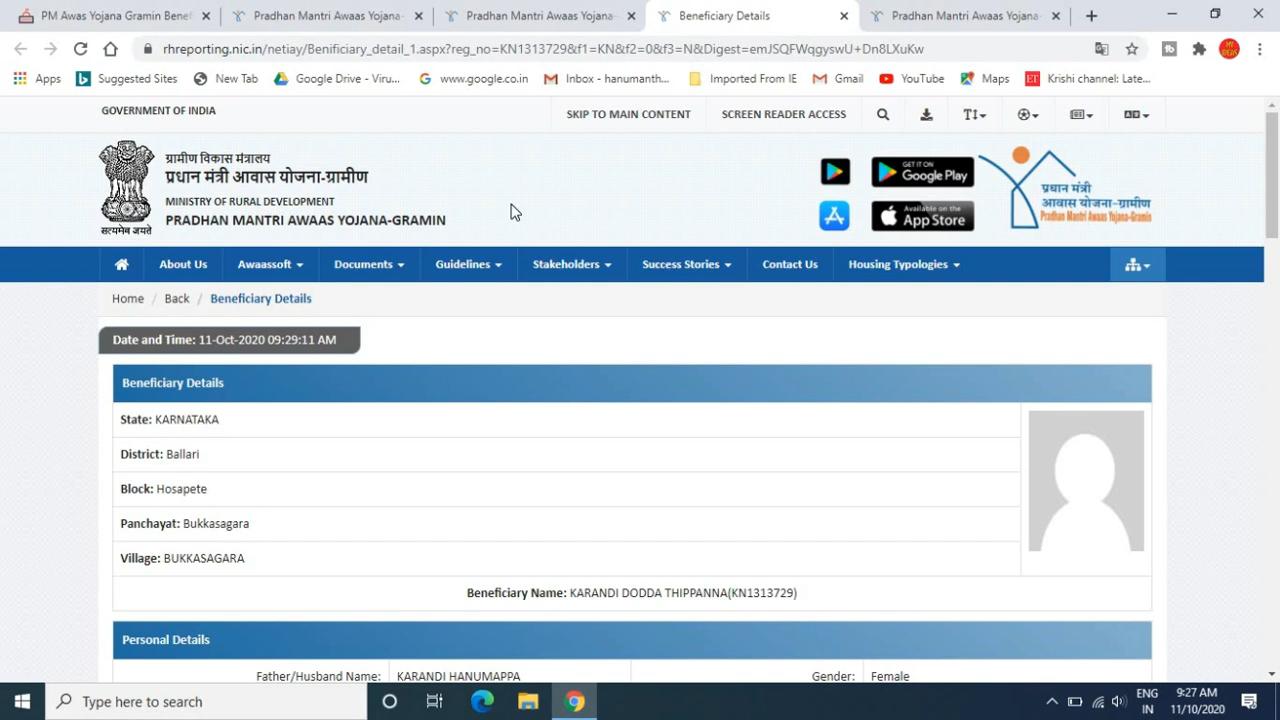 PM Awas Yojana Gramin Benef
Pradhan Mantri Awaas Yojana-
Pradhan Mantri Awaas Yojana-
Beneficiary Details
Pradhan Mantri Awaas Yojana-
rhreporting.nic.in/netiay/Benificiary_detail_1.aspx?reg_no=KN1313729&f1=KN&f2=0&f3=N&Digest=emJSQFWqgyswU+Dn8LXuKw
Apps
Suggested Sites
New Tab
Google Drive - Viru...
www.google.co.in
Inbox - hanumanth...
Imported From IE
Gmail
YouTube
Maps
Krishi channel: Late...
GOVERNMENT OF INDIA
SKIP TO MAIN CONTENT
SCREEN READER ACCESS
ग्रामीण विकास मंत्रालय
प्रधान मंत्री आवास योजना-ग्रामीण
MINISTRY OF RURAL DEVELOPMENT
PRADHAN MANTRI AWAAS YOJANA-GRAMIN
सत्यमेव जयते
GET IT ON
Google Play
Available on the
App Store
प्रधान मंत्री
आवास योजना-ग्रामीण
Pradhan Mantri Awaas Yojana-Gramin
About Us
Awaassoft
Documents
Guidelines
Stakeholders
Success Stories
Contact Us
Housing Typologies
Home / Back / Beneficiary Details
Date and Time: 11-Oct-2020 09:29:11 AM
Beneficiary Details
State: KARNATAKA
District: Ballari
Block: Hosapete
Panchayat: Bukkasagara
Village: BUKKASAGARA
Beneficiary Name: KARANDI DODDA THIPPANNA(KN1313729)
Personal Details
Father/Husband Name: KARANDI HANUMAPPA Gender: Female
Type here to search
ENG
IN
9:27 AM
11/10/2020